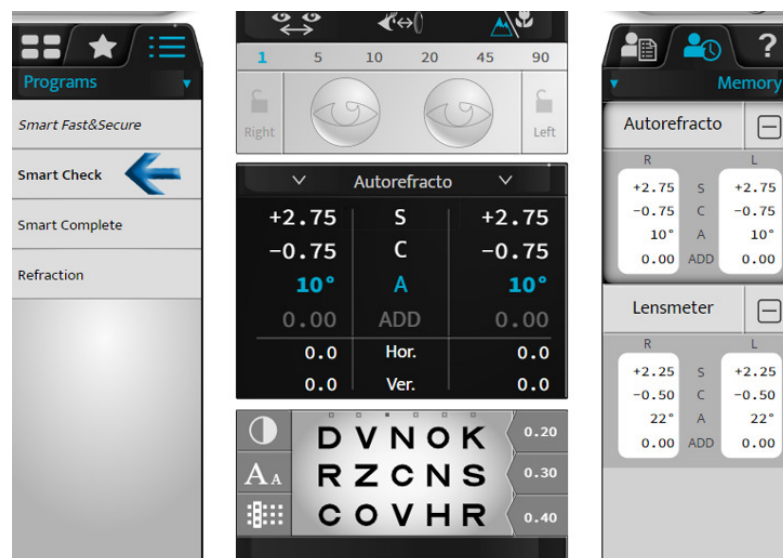 Programs
Smart Fast&Secure
Smart Check
Smart Complete
Refraction
1 5 10 20 45 90
Right Left
Autorefracto
+2.75 S +2.75
-0.75 C -0.75
10° A 10°
0.00 ADD 0.00
0.0 Hor. 0.0
0.0 Ver. 0.0
DVNOK 0.20
AA RZCNS 0.30
COVHR 0.40
?
Memory
Autorefracto
R L
+2.75 S +2.75
-0.75 C -0.75
10° A 10°
0.00 ADD 0.00
Lensmeter
R L
+2.25 S +2.25
-0.50 C -0.50
22° A 22°
0.00 ADD 0.00